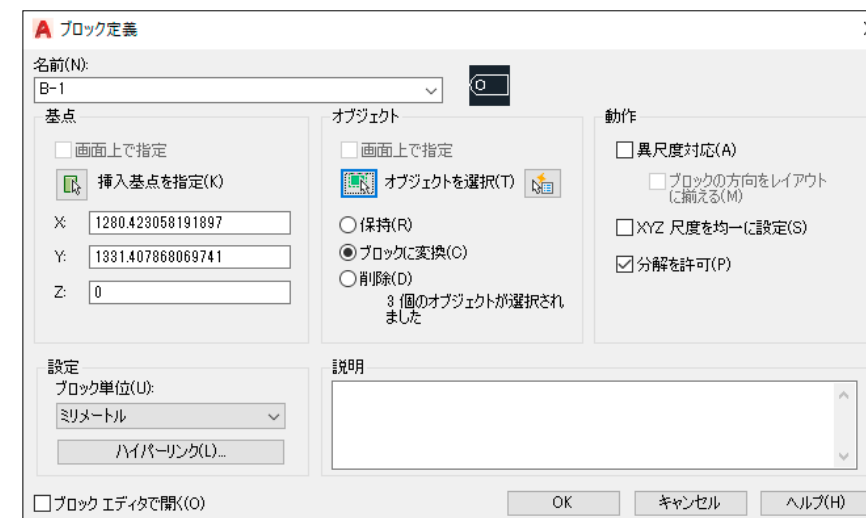 ブロック定義
名前(N):
B-1
基点
画面上で指定
挿入基点を指定(K)
X: 1280.423058191897
Y: 1331.407868069741
Z: 0
オブジェクト
画面上で指定
オブジェクトを選択(T)
保持(R)
ブロックに変換(C)
削除(D)
3 個のオブジェクトが選択され
ました
動作
異尺度対応(A)
ブロックの方向をレイアウト
に揃える(M)
XYZ 尺度を均一に設定(S)
分解を許可(P)
設定
ブロック単位(U):
ミリメートル
ハイパーリンク(L)...
説明
ブロック エディタで開く(O)
OK
キャンセル
ヘルプ(H)